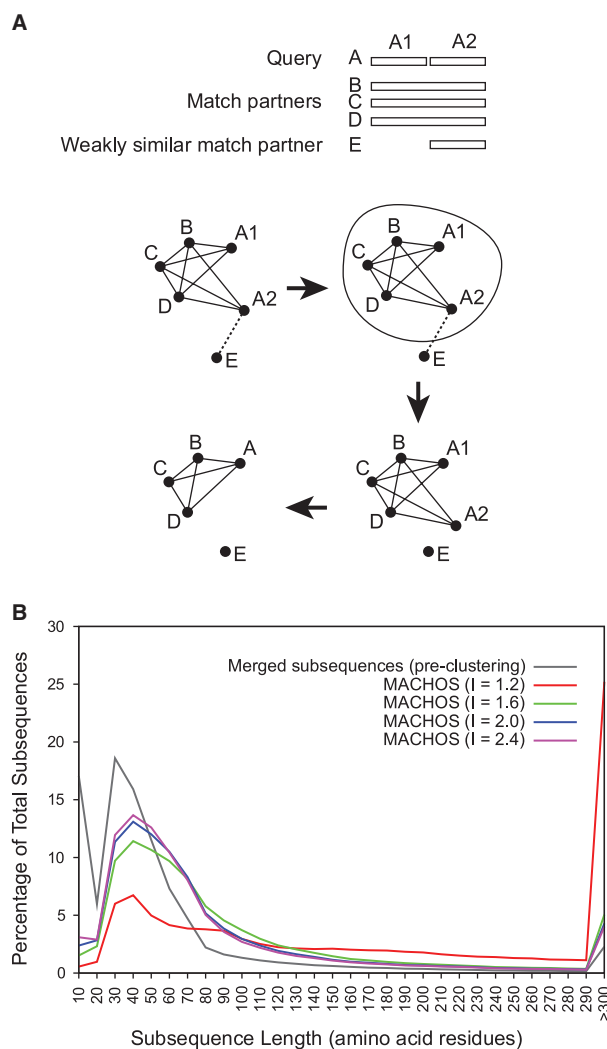 A
A1 A2
Query A
B
Match partners C
D
Weakly similar match partner E
B
A1
C
D
A2
E
B
A1
C
D
A2
E
B
A
C
D
E
B
A1
C
D
A2
E
B
30
25
20
15
10
5
0
Percentage of Total Subsequences
Merged subsequences (pre-clustering)
MACHOS (I = 1.2)
MACHOS (I = 1.6)
MACHOS (I = 2.0)
MACHOS (I = 2.4)
10 20 30 40 50 60 70 80 90 100 110 120 130 140 150 160 170 180 190 200 210 220 230 240 250 260 270 280 290 >300
Subsequence Length (amino acid residues)